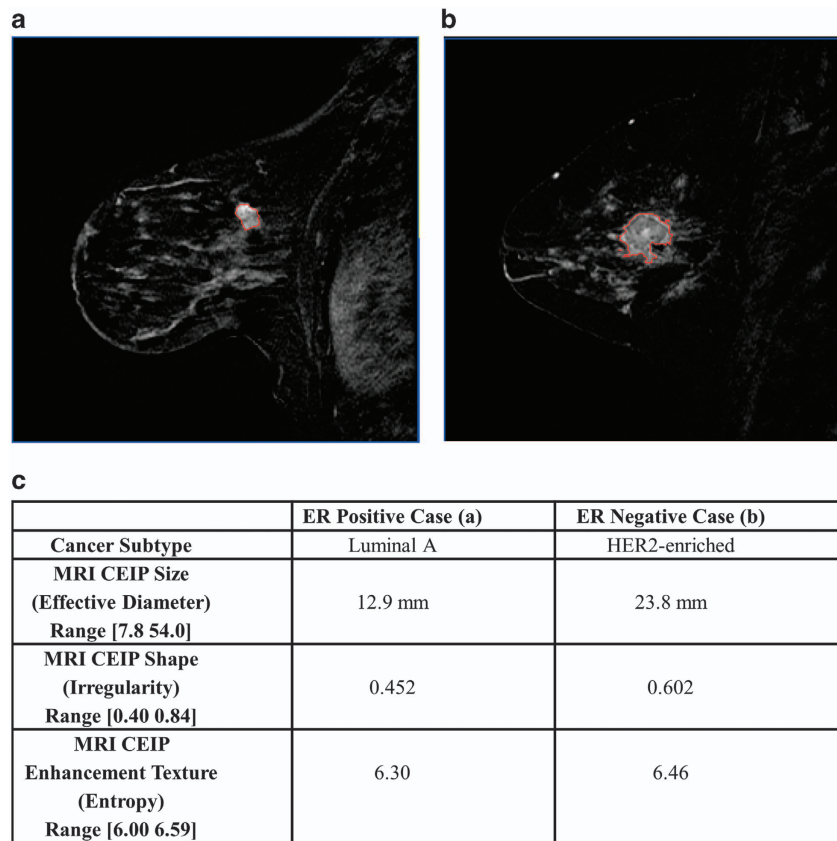 a
b
c
ER Positive Case (a)
ER Negative Case (b)
Cancer Subtype
Luminal A
HER2-enriched
MRI CEIP Size
(Effective Diameter)
Range [7.8 54.0]
12.9 mm
23.8 mm
MRI CEIP Shape
(Irregularity)
Range [0.40 0.84]
0.452
0.602
MRI CEIP
Enhancement Texture
(Entropy)
Range [6.00 6.59]
6.30
6.46